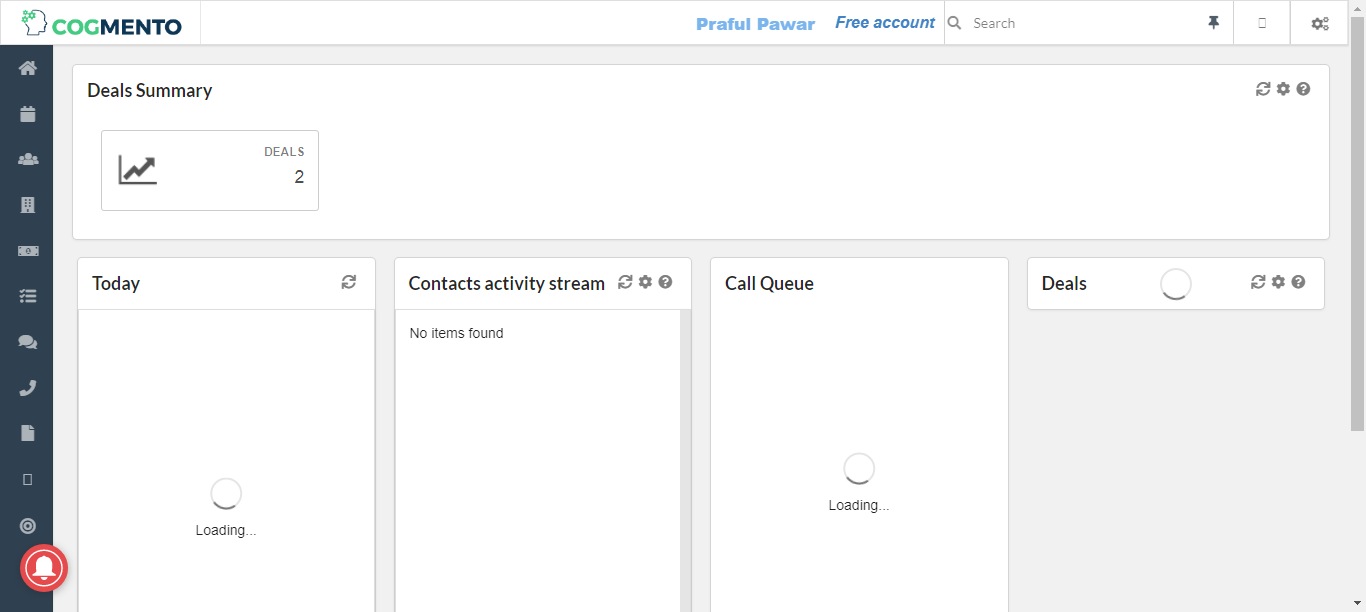 COGMENTO
Praful Pawar
Free account
Search
Deals Summary
DEALS
2
Today
Contacts activity stream
Call Queue
Deals
No items found
Loading...
Loading...